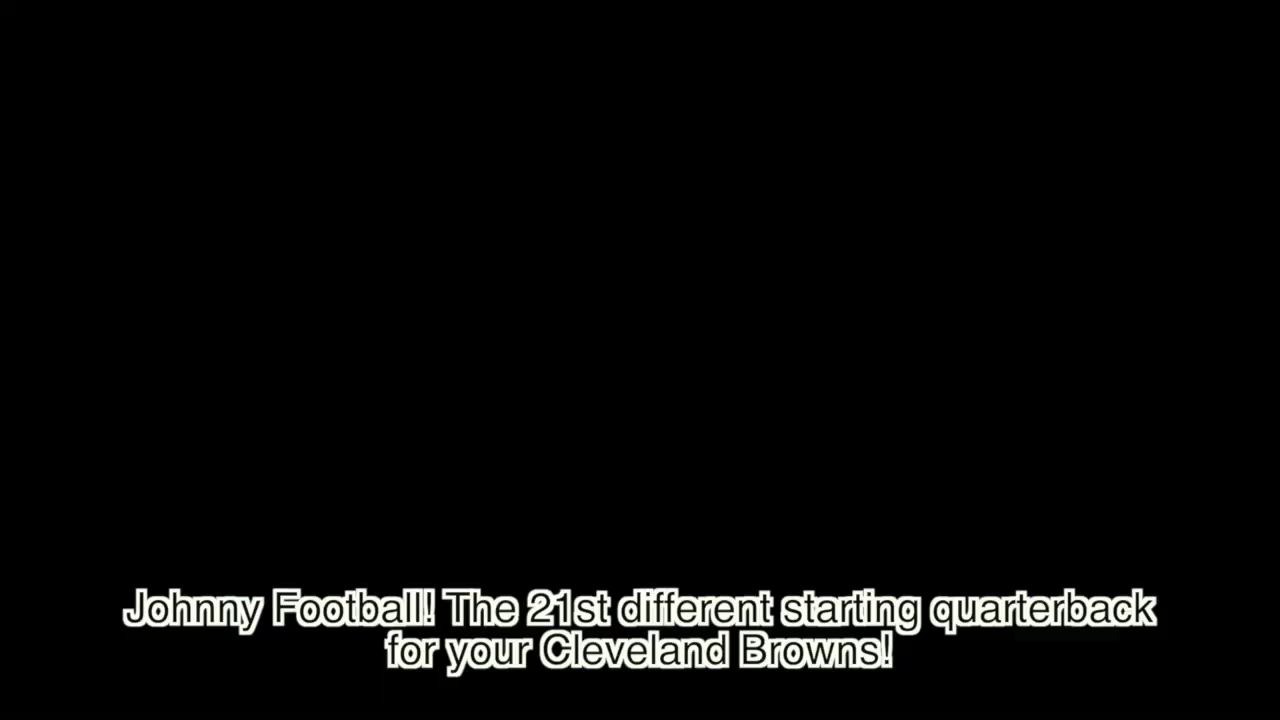 Johnny Football! The 21st different starting quarterback
for your Cleveland Browns!